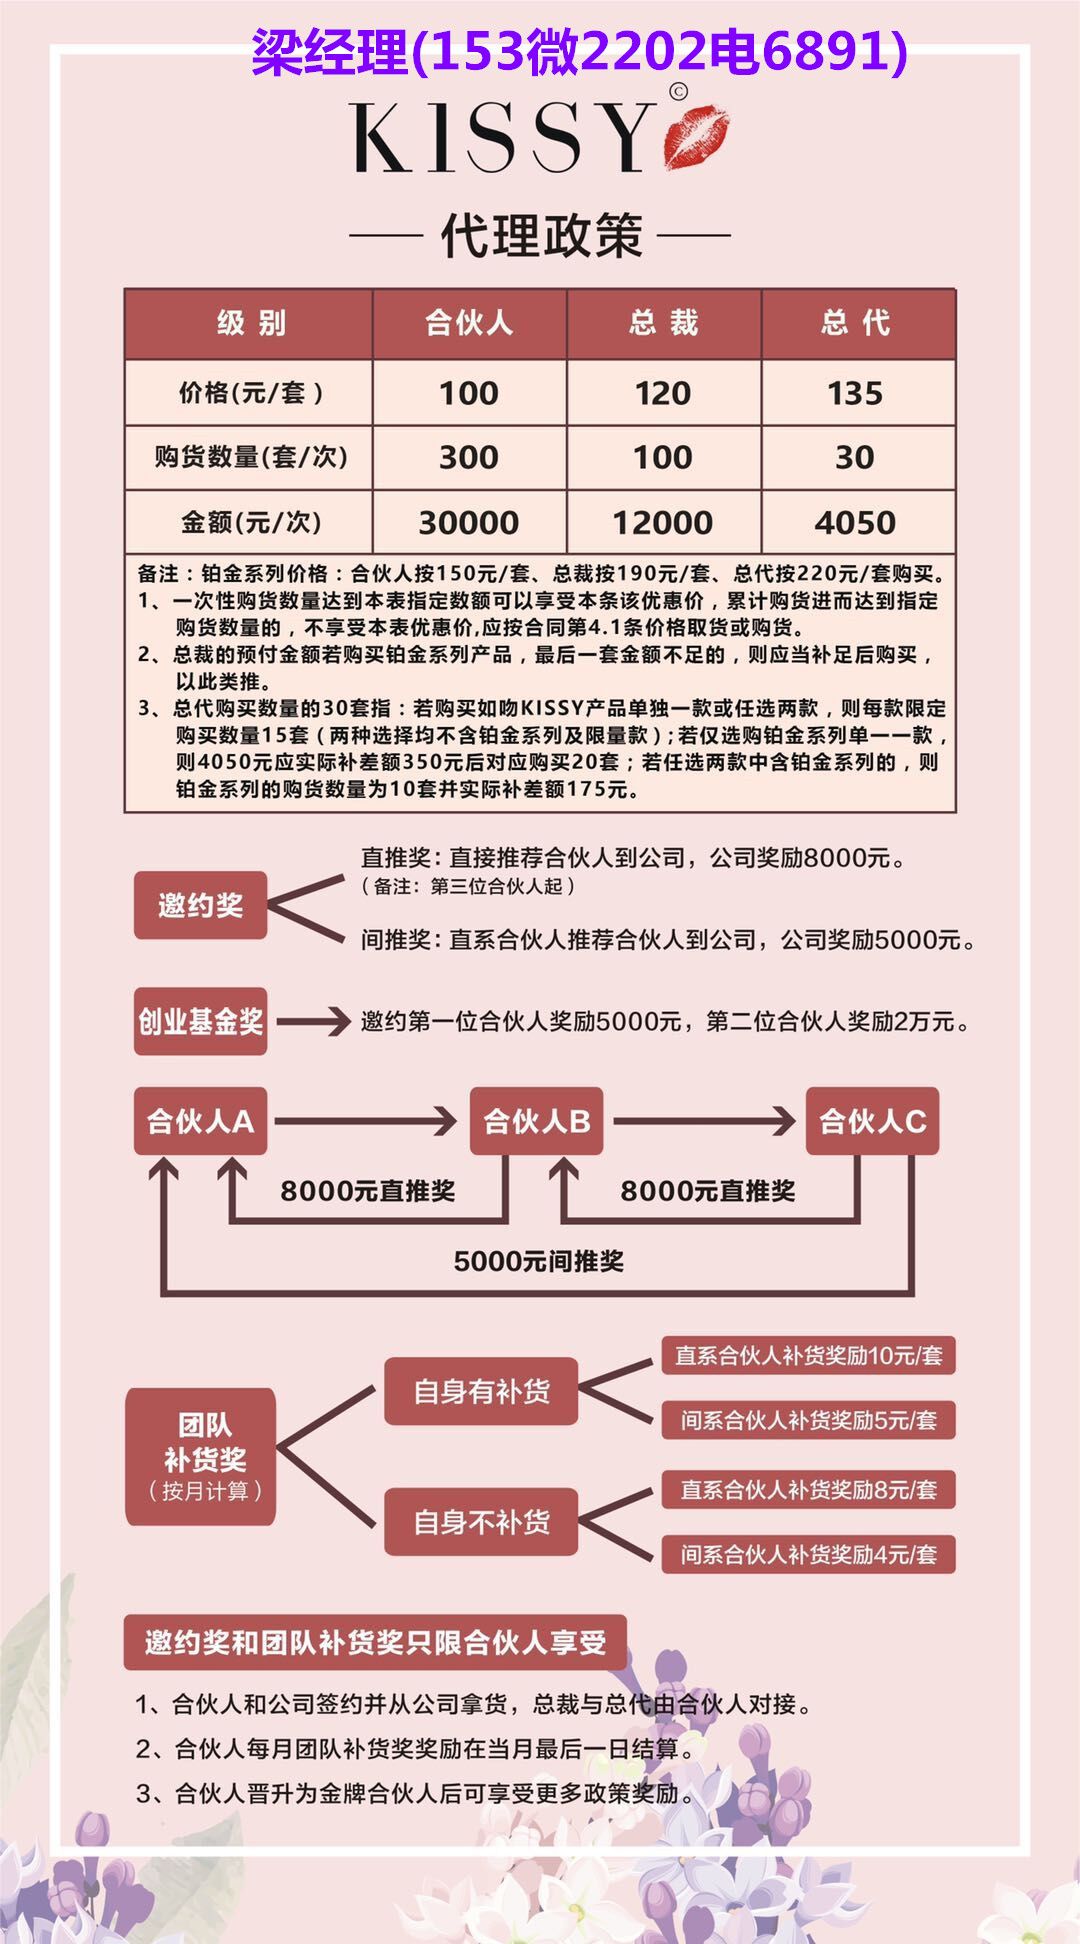 梁经理(153微2202电6891)
©
KISSY
代理政策
级 别 合伙人 总 裁 总 代
价格(元/套) 100 120 135
购货数量(套/次) 300 100 30
金额(元/次) 30000 12000 4050
备注：铂金系列价格：合伙人按150元/套、总裁按190元/套、总代按220元/套购买。
1、一次性购货数量达到本表指定数额可以享受本条该优惠价，累计购货进而达到指定
购货数量的，不享受本表优惠价,应按合同第4.1条价格取货或购货。
2、总裁的预付金额若购买铂金系列产品，最后一套金额不足的，则应当补足后购买，
以此类推。
3、总代购买数量的30套指：若购买如吻KISSY产品单独一款或任选两款，则每款限定
购买数量15套（两种选择均不含铂金系列及限量款）;若仅选购铂金系列单一一款，
则4050元应实际补差额350元后对应购买20套；若任选两款中含铂金系列的，则
铂金系列的购货数量为10套并实际补差额175元。
邀约奖
直推奖：直接推荐合伙人到公司，公司奖励8000元。
（备注：第三位合伙人起）
间推奖：直系合伙人推荐合伙人到公司，公司奖励5000元。
创业基金奖
邀约第一位合伙人奖励5000元，第二位合伙人奖励2万元。
合伙人A 合伙人B 合伙人C
8000元直推奖 8000元直推奖
5000元间推奖
团队
补货奖
（按月计算）
自身有补货
直系合伙人补货奖励10元/套
间系合伙人补货奖励5元/套
自身不补货
直系合伙人补货奖励8元/套
间系合伙人补货奖励4元/套
邀约奖和团队补货奖只限合伙人享受
1、合伙人和公司签约并从公司拿货，总裁与总代由合伙人对接。
2、合伙人每月团队补货奖奖励在当月最后一日结算。
3、合伙人晋升为金牌合伙人后可享受更多政策奖励。